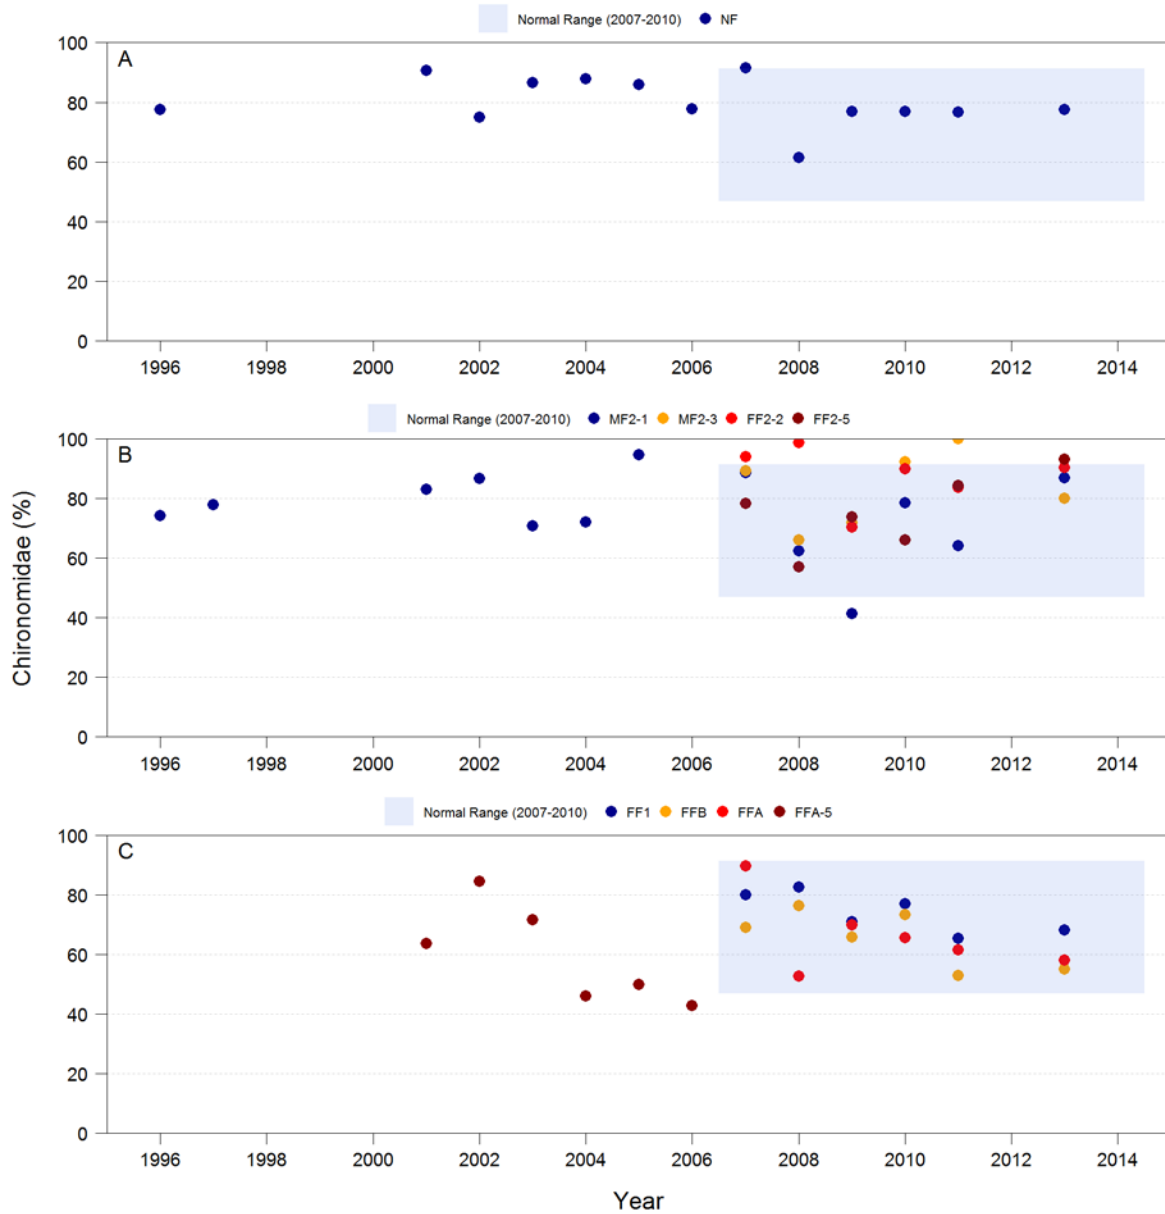 Normal Range (2007-2010) NF
A
100
80
60
40
20
0
1996 1998 2000 2002 2004 2006 2008 2010 2012 2014
Normal Range (2007-2010) MF2-1 MF2-3 FF2-2 FF2-5
B
100
80
60
40
20
0
1996 1998 2000 2002 2004 2006 2008 2010 2012 2014
Chironomidae (%)
Normal Range (2007-2010) FF1 FFB FFA FFA-5
C
100
80
60
40
20
0
1996 1998 2000 2002 2004 2006 2008 2010 2012 2014
Year